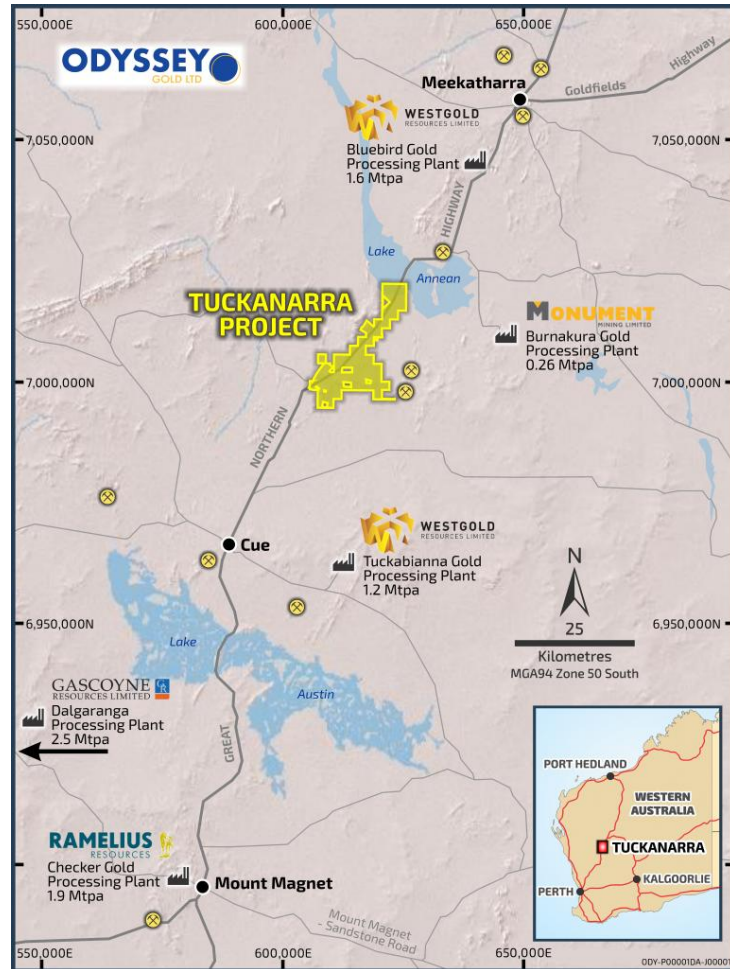 550,000E
600,000E
650,000E
ODYSSEY
GOLD LTD
Meekatharra
Goldfields
Highway
WESTGOLD
RESOURCES LIMITED
7,050,000N
7,050,000N
Bluebird Gold
Processing Plant
1.6 Mtpa
HIGHWAY
Lake
Annean
TUCKANARRA
PROJECT
MONUMENT
MINING LIMITED
Burnakura Gold
Processing Plant
0.26 Mtpa
7,000,000N
7,000,000N
NORTHERN
WESTGOLD
RESOURCES LIMITED
Cue
Tuckabianna Gold
Processing Plant
1.2 Mtpa
N
25
Kilometres
MGA94 Zone 50 South
6,950,000N
6,950,000N
Lake
Austin
GASCOYNE
RESOURCES LIMITED
GR
Dalgaranga
Processing Plant
2.5 Mtpa
GREAT
PORT HEDLAND
WESTERN
AUSTRALIA
TUCKANARRA
KALGOORLIE
PERTH
RAMELIUS
RESOURCES
Checker Gold
Processing Plant
1.9 Mtpa
Mount Magnet
Mount Magnet
- Sandstone Road
550,000E
600,000E
650,000E
ODY-P00001DA-J00001